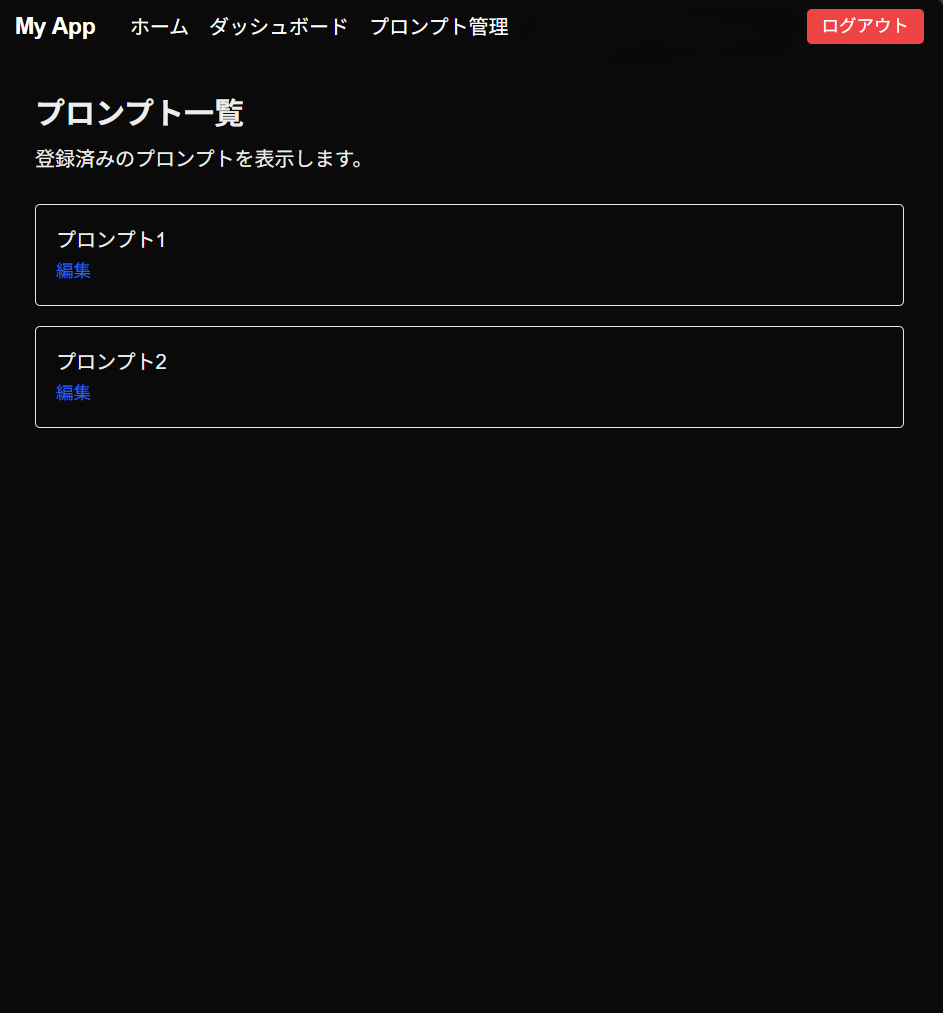 My App ホーム ダッシュボード プロンプト管理 ログアウト
プロンプト一覧
登録済みのプロンプトを表示します。
プロンプト1
編集
プロンプト2
編集